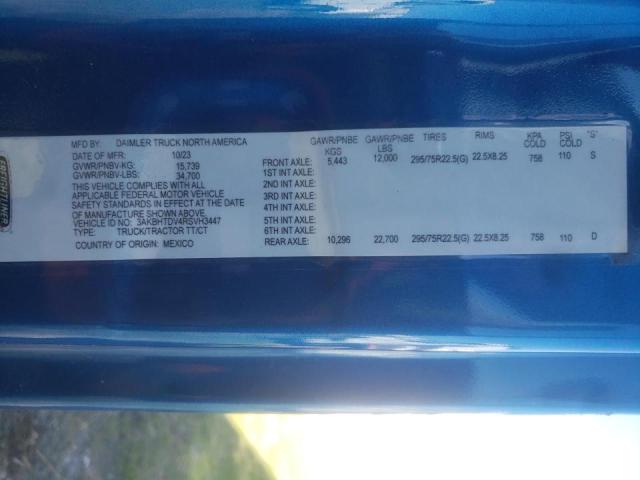 FREIGHTLINER
MFD BY: DAIMLER TRUCK NORTH AMERICA
DATE OF MFR: 10/23
GVWR/PNBV-KG: 15,739
GVWR/PNBV-LBS: 34,700
THIS VEHICLE COMPLIES WITH ALL
APPLICABLE FEDERAL MOTOR VEHICLE
SAFETY STANDARDS IN EFFECT AT THE DATE
OF MFR. SHOWN ABOVE.
VEHICLE ID NO.: 3AKBHTDV4RSVH3447
TYPE: TRUCK/TRACTOR TT/CT
COUNTRY OF ORIGIN: MEXICO
GAWR/PNBE KGS GAWR/PNBE LBS TIRES RIMS KPA COLD PSI COLD "S"
FRONT AXLE: 5,443 12,000 295/75R22.5(G) 22.5X8.25 758 110 S
1ST INT AXLE:
2ND INT AXLE:
3RD INT AXLE:
4TH INT AXLE:
5TH INT AXLE:
6TH INT AXLE:
REAR AXLE: 10,296 22,700 295/75R22.5(G) 22.5X8.25 758 110 D